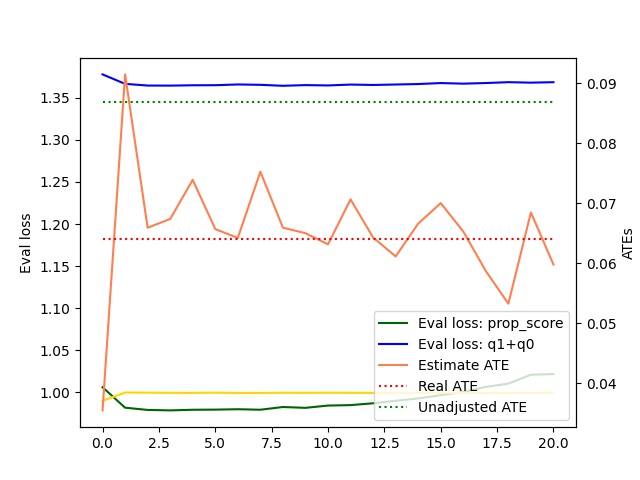 Eval loss
1.35
1.30
1.25
1.20
1.15
1.10
1.05
1.00
0.09
0.08
0.07
0.06
0.05
0.04
ATEs
Eval loss: prop_score
Eval loss: q1+q0
Estimate ATE
Real ATE
Unadjusted ATE
0.0 2.5 5.0 7.5 10.0 12.5 15.0 17.5 20.0